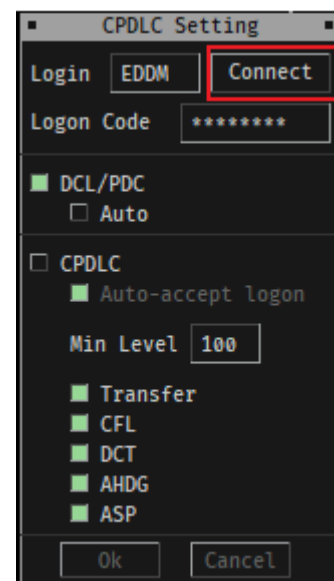 CPDLC Setting
Login EDDM Connect
Logon Code ********
DCL/PDC
Auto
CPDLC
Auto-accept logon
Min Level 100
Transfer
CFL
DCT
AHDG
ASP
Ok Cancel